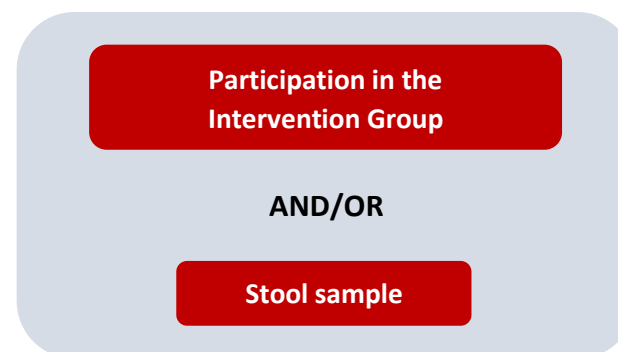 Participation in the
Intervention Group
AND/OR
Stool sample